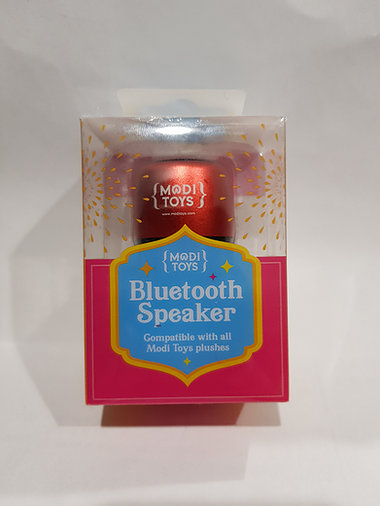 {MODI}
{TOYS}
www.moditoys.com
{MODI}
{TOYS}
Bluetooth
Speaker
Compatible with all
Modi Toys plushes